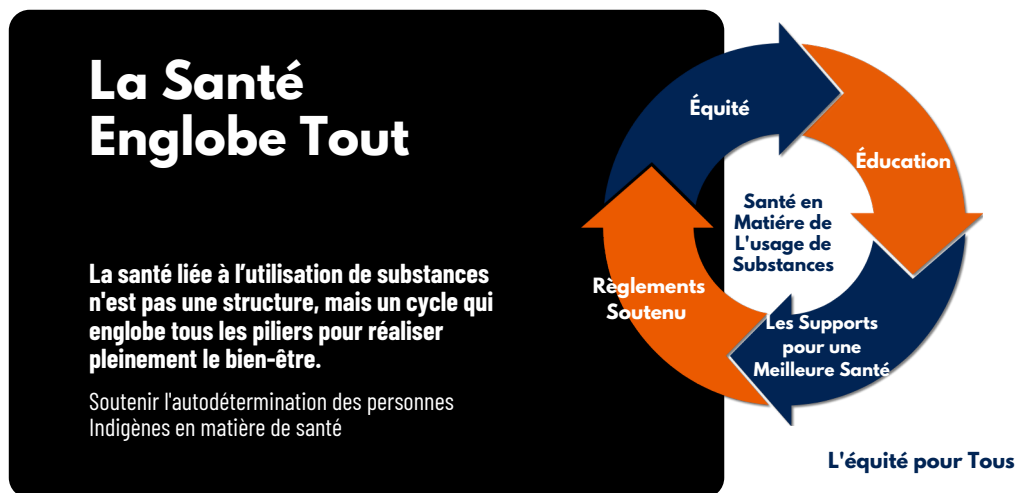 La Santé
Englobe Tout
La santé liée à l’utilisation de substances
n'est pas une structure, mais un cycle qui
englobe tous les piliers pour réaliser
pleinement le bien-être.
Soutenir l'autodétermination des personnes
Indigènes en matière de santé
Équité
Éducation
Santé en
Matiére de
L'usage de
Substances
Règlements
Soutenu
Les Supports
pour une
Meilleure Santé
L'équité pour Tous